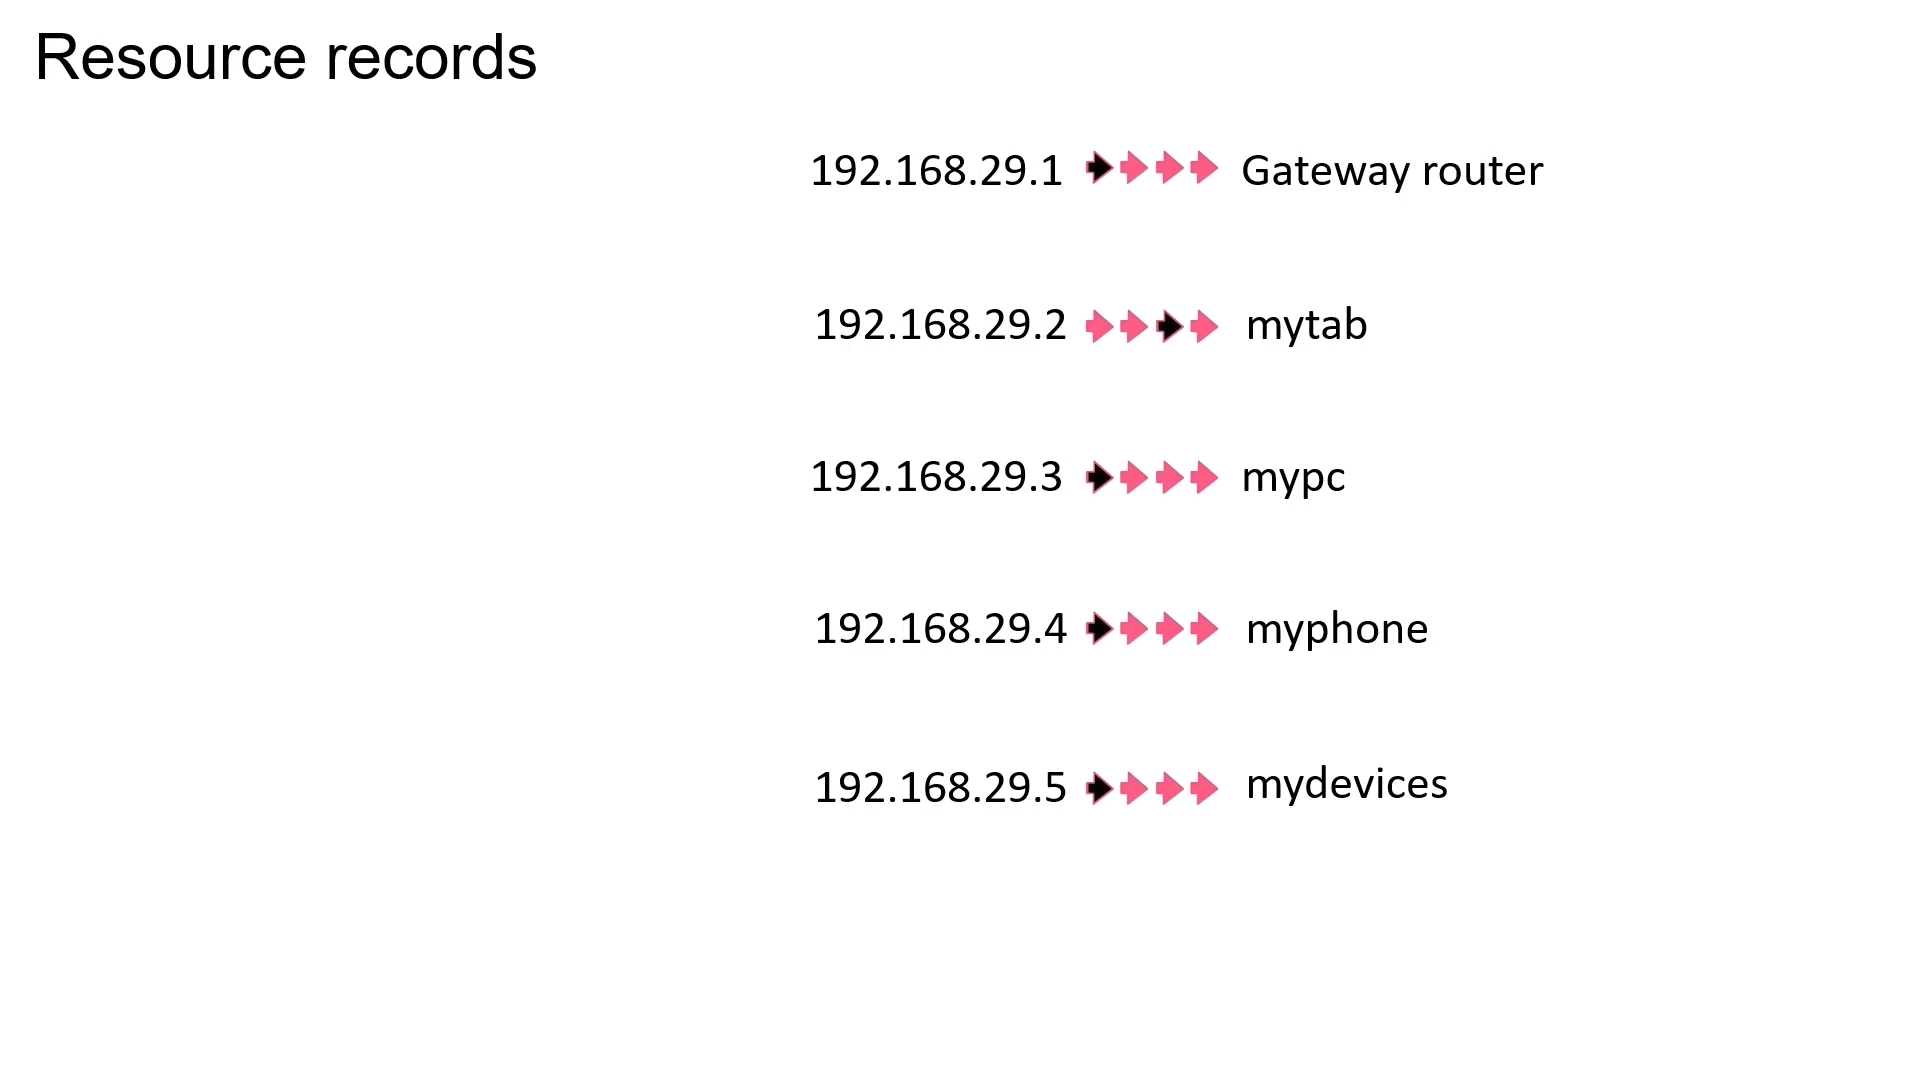 Resource records
192.168.29.1 Gateway router
192.168.29.2 mytab
192.168.29.3 mypc
192.168.29.4 myphone
192.168.29.5 mydevices